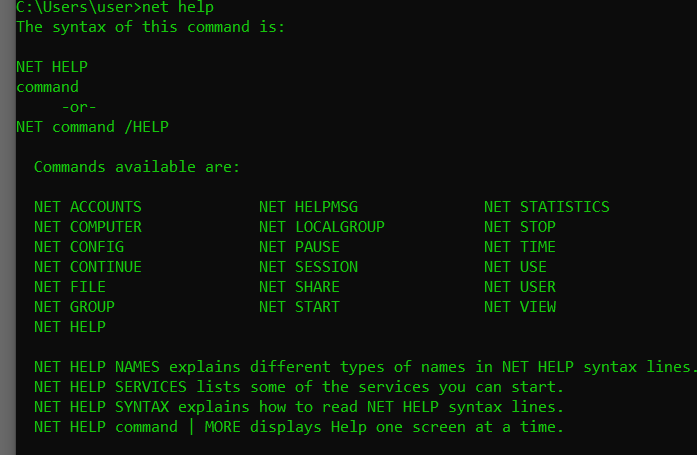 C:\Users\user>net help
The syntax of this command is:
NET HELP
command
-or-
NET command /HELP
Commands available are:
NET ACCOUNTS NET HELPMSG NET STATISTICS
NET COMPUTER NET LOCALGROUP NET STOP
NET CONFIG NET PAUSE NET TIME
NET CONTINUE NET SESSION NET USE
NET FILE NET SHARE NET USER
NET GROUP NET START NET VIEW
NET HELP
NET HELP NAMES explains different types of names in NET HELP syntax lines.
NET HELP SERVICES lists some of the services you can start.
NET HELP SYNTAX explains how to read NET HELP syntax lines.
NET HELP command | MORE displays Help one screen at a time.